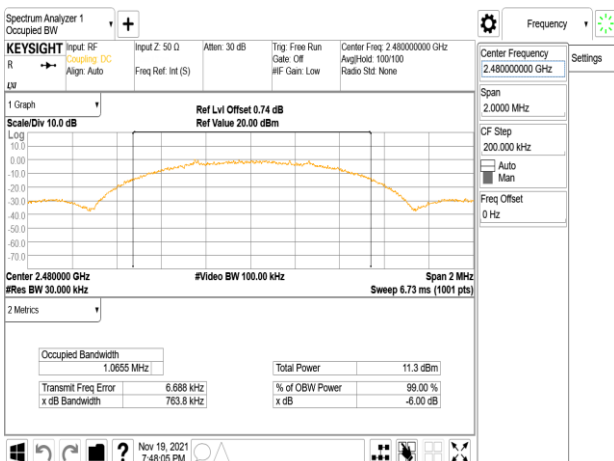 Spectrum Analyzer 1
Occupied BW
Frequency
KEYSIGHT
R
Input: RF
Coupling: DC
Align: Auto
Input Z: 50 Ω
Freq Ref: Int (S)
Atten: 30 dB
Trig: Free Run
Gate: Off
#IF Gain: Low
Center Freq: 2.480000000 GHz
Avg|Hold: 100/100
Radio Std: None
Center Frequency
2.480000000 GHz
Settings
Span
2.0000 MHz
CF Step
200.000 kHz
Auto
Man
Freq Offset
0 Hz
1 Graph
Scale/Div 10.0 dB
Ref Lvl Offset 0.74 dB
Ref Value 20.00 dBm
Log
10.0
0.00
-10.0
-20.0
-30.0
-40.0
-50.0
-60.0
-70.0
Center 2.480000 GHz
#Video BW 100.00 kHz
Span 2 MHz
#Res BW 30.000 kHz
Sweep 6.73 ms (1001 pts)
2 Metrics
Occupied Bandwidth
1.0655 MHz
Total Power 11.3 dBm
Transmit Freq Error 6.688 kHz
% of OBW Power 99.00 %
x dB Bandwidth 763.8 kHz
x dB -6.00 dB
?
Nov 19, 2021
7:48:05 PM